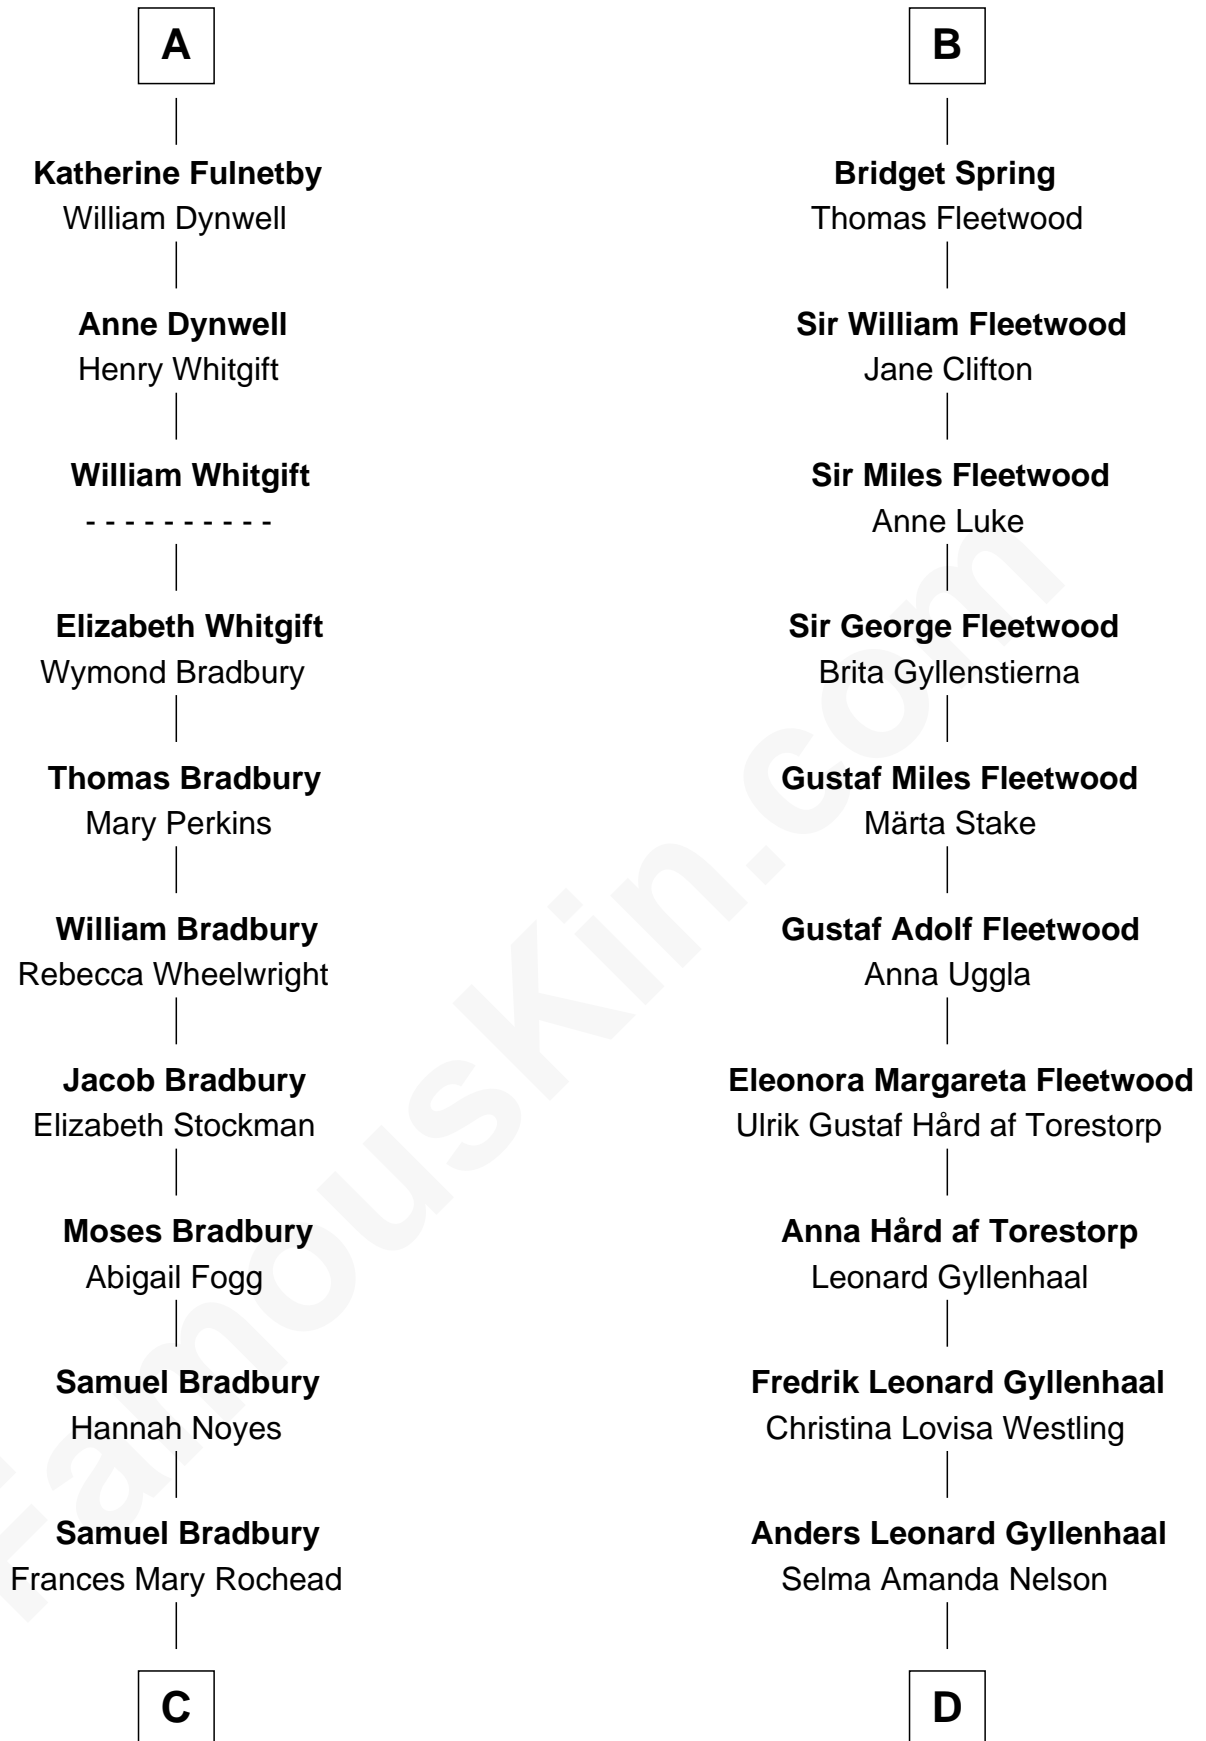 A
Katherine Fulnetby
William Dynwell
Anne Dynwell
Henry Whitgift
William Whitgift
- - - - - - - - - -
Elizabeth Whitgift
Wymond Bradbury
Thomas Bradbury
Mary Perkins
William Bradbury
Rebecca Wheelwright
Jacob Bradbury
Elizabeth Stockman
Moses Bradbury
Abigail Fogg
Samuel Bradbury
Hannah Noyes
Samuel Bradbury
Frances Mary Rochead
C
B
Bridget Spring
Thomas Fleetwood
Sir William Fleetwood
Jane Clifton
Sir Miles Fleetwood
Anne Luke
Sir George Fleetwood
Brita Gyllenstierna
Gustaf Miles Fleetwood
Märta Stake
Gustaf Adolf Fleetwood
Anna Uggla
Eleonora Margareta Fleetwood
Ulrik Gustaf Hård af Torestorp
Anna Hård af Torestorp
Leonard Gyllenhaal
Fredrik Leonard Gyllenhaal
Christina Lovisa Westling
Anders Leonard Gyllenhaal
Selma Amanda Nelson
D
FamousKin.com